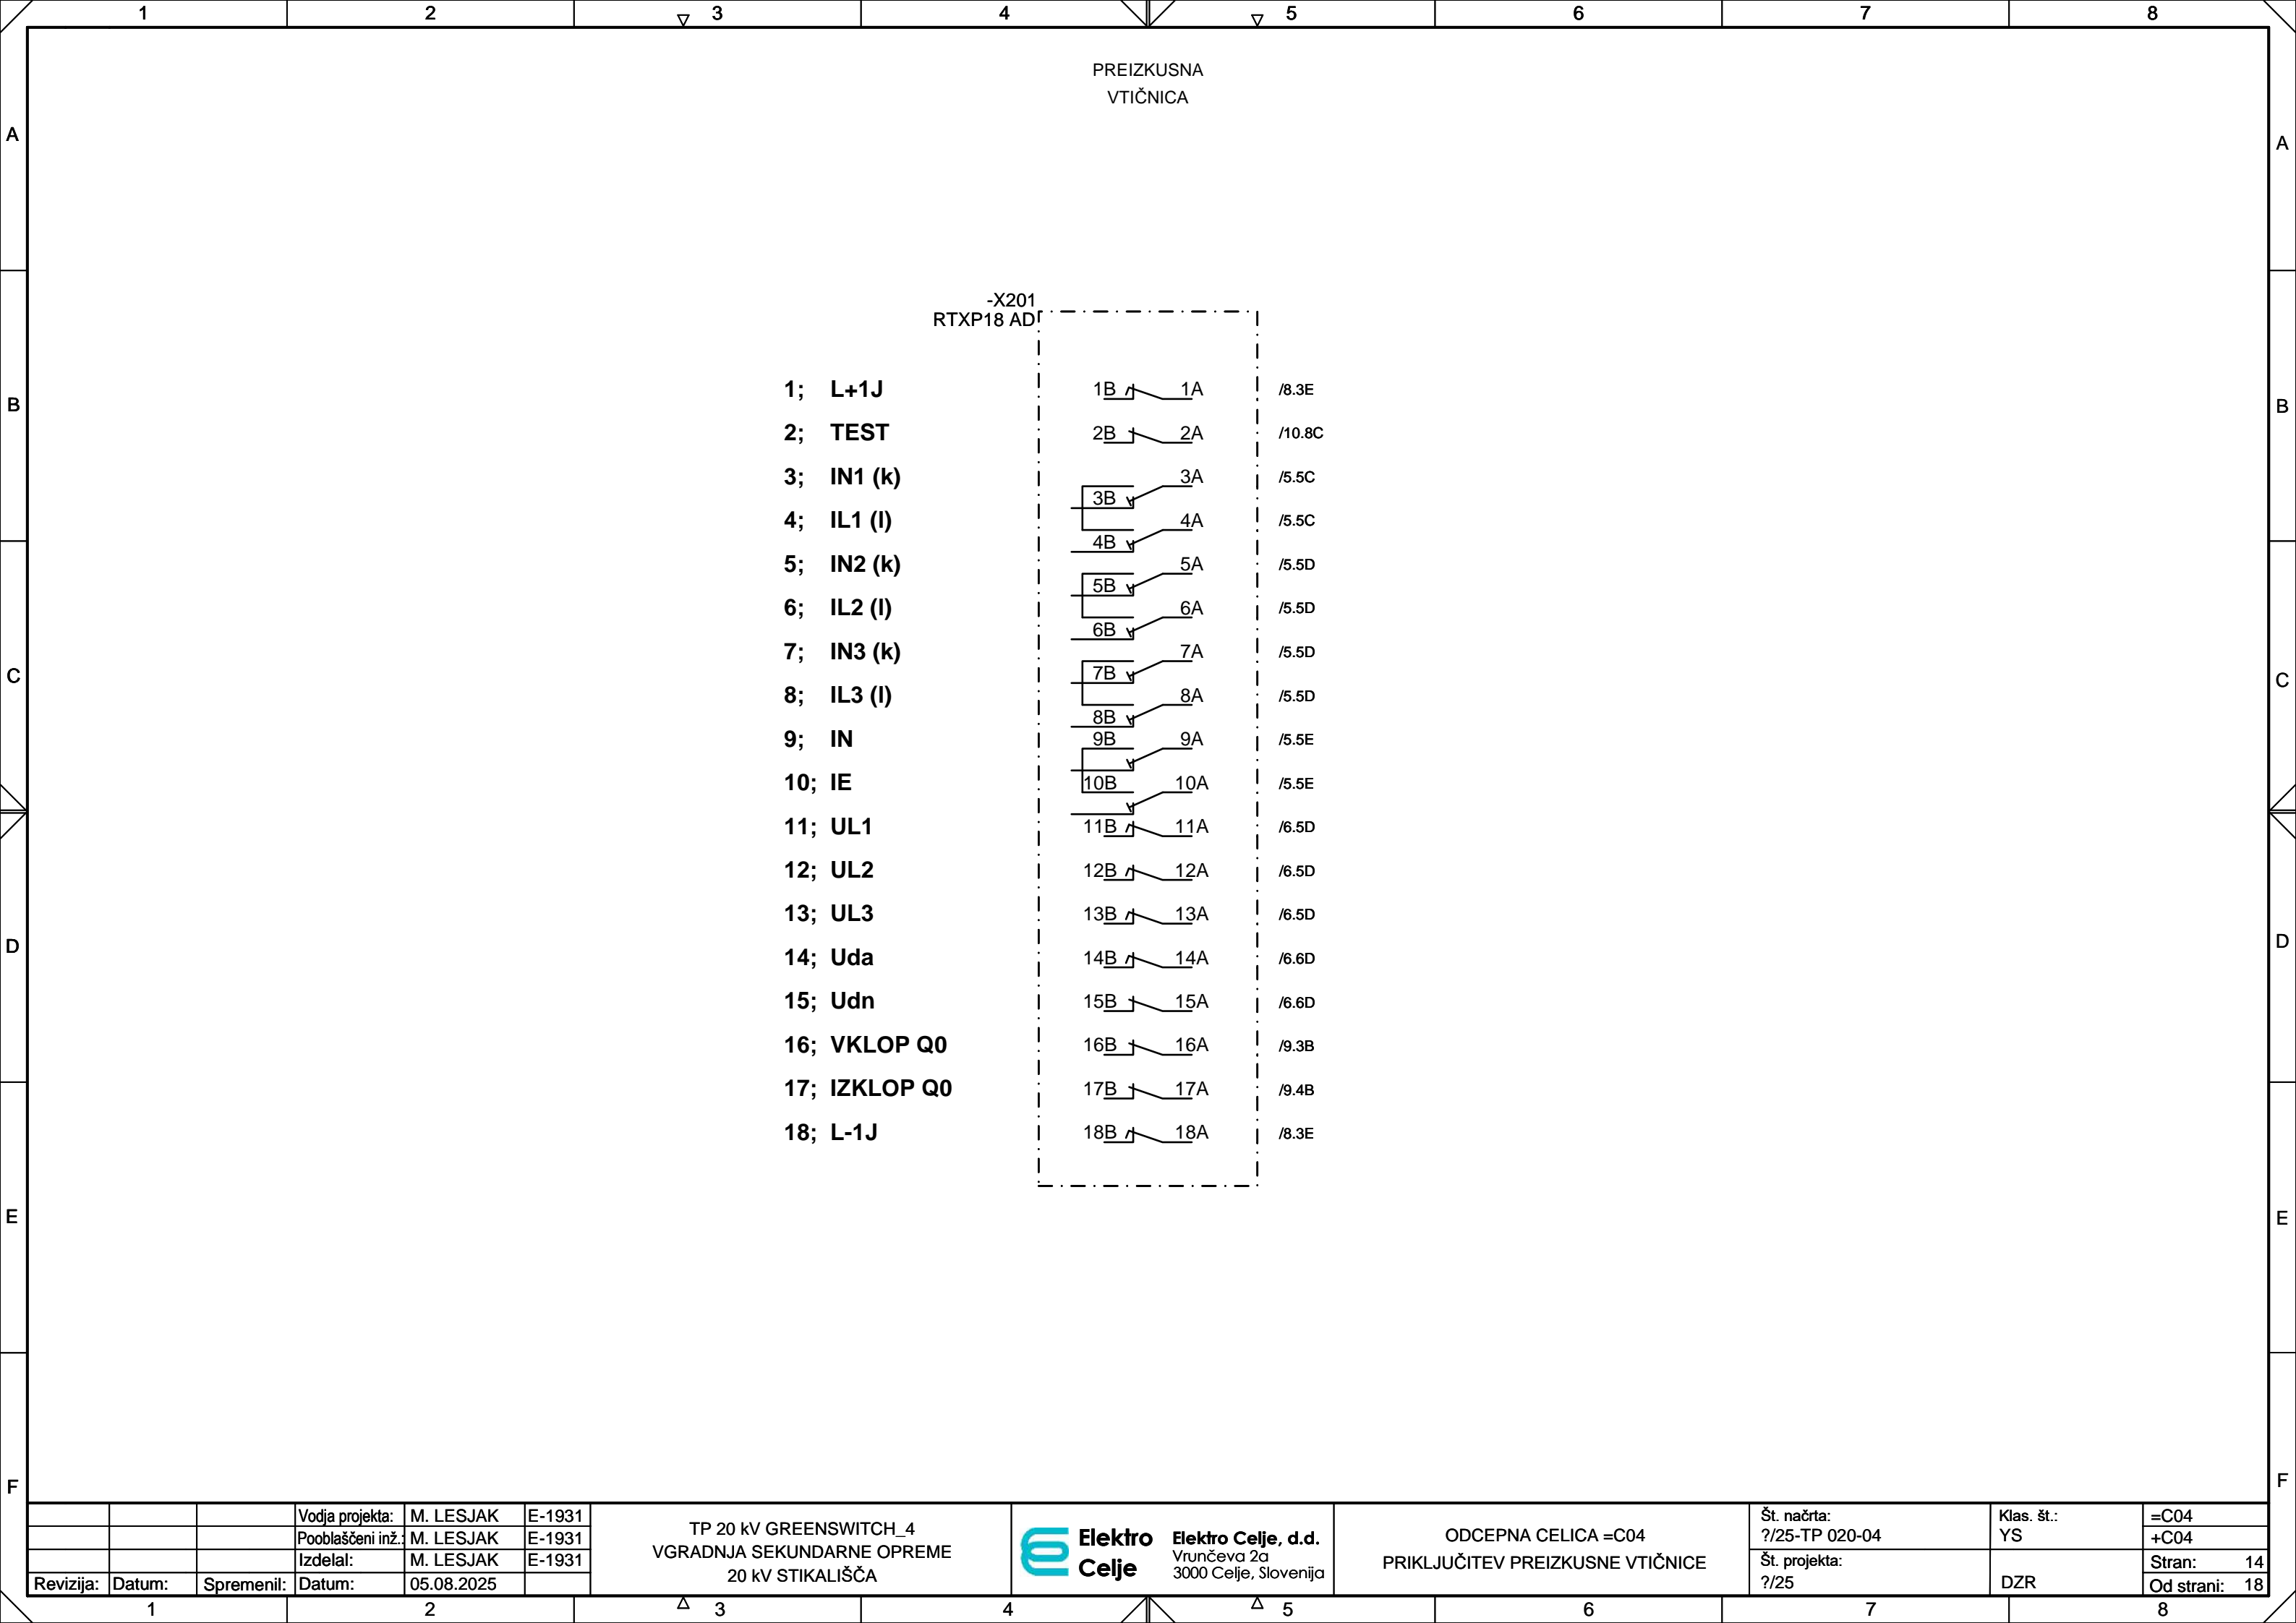 1 2 3 4 5 6 7 8
PREIZKUSNA
VTIČNICA
A A
B B
C C
D D
E E
F F
-X201
RTXP18 AD
1; L+1J 1B 1A /8.3E
2; TEST 2B 2A /10.8C
3; IN1 (k) 3B 3A /5.5C
4; IL1 (l) 4B 4A /5.5C
5; IN2 (k) 5B 5A /5.5D
6; IL2 (l) 6B 6A /5.5D
7; IN3 (k) 7B 7A /5.5D
8; IL3 (l) 8B 8A /5.5D
9; IN 9B 9A /5.5E
10; IE 10B 10A /5.5E
11; UL1 11B 11A /6.5D
12; UL2 12B 12A /6.5D
13; UL3 13B 13A /6.5D
14; Uda 14B 14A /6.6D
15; Udn 15B 15A /6.6D
16; VKLOP Q0 16B 16A /9.3B
17; IZKLOP Q0 17B 17A /9.4B
18; L-1J 18B 18A /8.3E
Vodja projekta: M. LESJAK E-1931
Pooblaščeni inž.: M. LESJAK E-1931
Izdelal: M. LESJAK E-1931
Revizija: Datum: Spremenil: Datum: 05.08.2025
TP 20 kV GREENSWITCH_4
VGRADNJA SEKUNDARNE OPREME
20 kV STIKALIŠČA
Elektro
Celje
Elektro Celje, d.d.
Vrunčeva 2a
3000 Celje, Slovenija
ODCEPNA CELICA =C04
PRIKLJUČITEV PREIZKUSNE VTIČNICE
Št. načrta:
?/25-TP 020-04
Št. projekta:
?/25
Klas. št.:
YS
DZR
=C04
+C04
Stran: 14
Od strani: 18
1 2 3 4 5 6 7 8